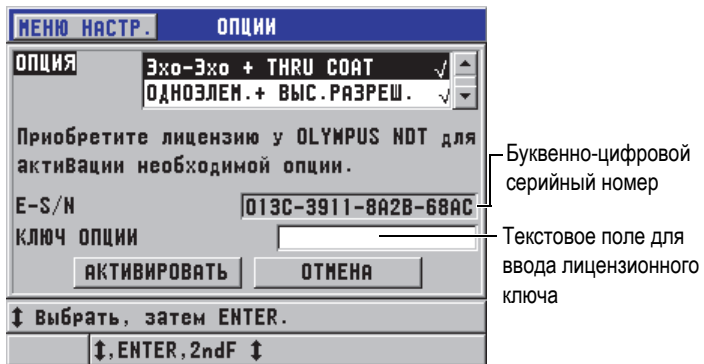 МЕНЮ НАСТР. ОПЦИИ
ОПЦИЯ
Эхо-Эхо + THRU COAT √
ОДНОЭЛЕМ.+ ВЫС.РАЗРЕШ. √
Приобретите лицензию у OLYMPUS NDT для
актиВации необходимой опции.
E-S/N 013C-3911-8A2B-68AC
КЛЮЧ ОПЦИИ
АКТИВИРОВАТЬ ОТМЕНА
↕ Выбрать, затем ENTER.
↕,ENTER,2ndF ↕
Буквенно-цифровой
серийный номер
Текстовое поле для
ввода лицензионного
ключа